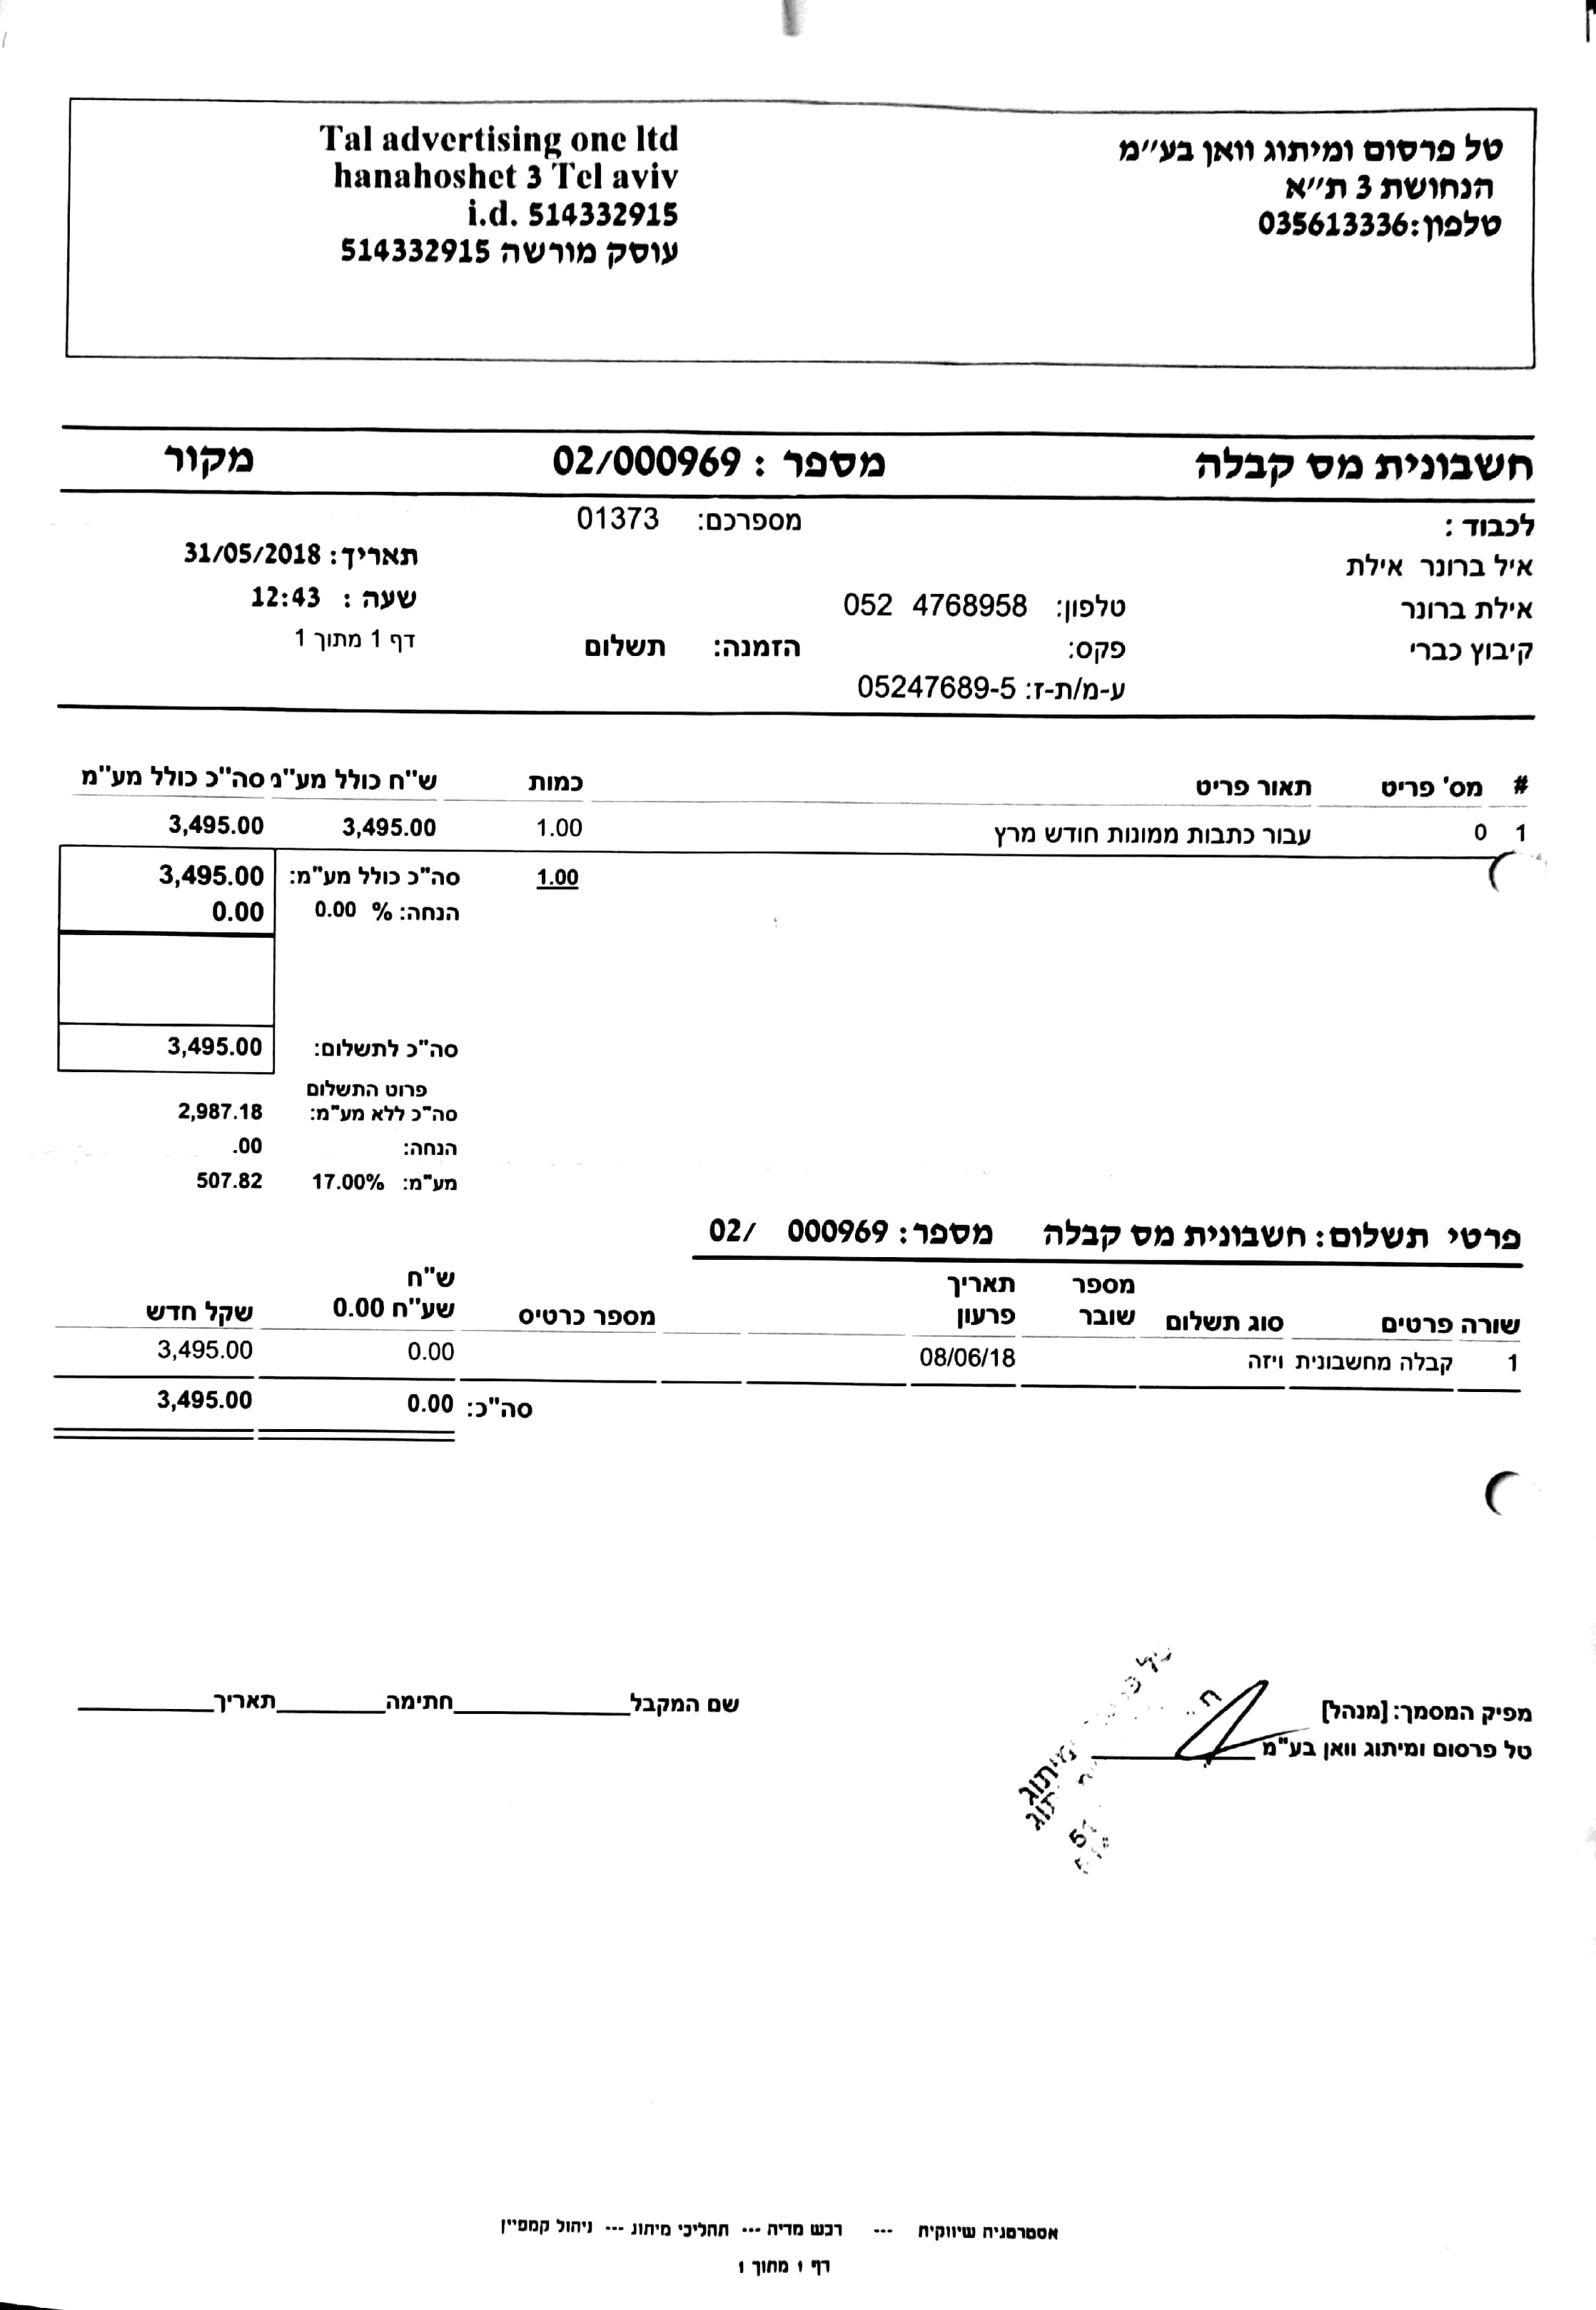 טל פרסום ומיתוג וואן בע"מ
הנחושת 3 ת"א
טלפון:035613336
Tal advertising one ltd
hanahoshet 3 Tel aviv
i.d. 514332915
עוסק מורשה 514332915
חשבונית מס קבלה מספר : 02/000969 מקור
לכבוד : מספרכם: 01373
איל ברונר אילת תאריך: 31/05/2018
אילת ברונר טלפון: 052 4768958 שעה : 12:43
קיבוץ כברי פקס: הזמנה: תשלום דף 1 מתוך 1
ע-מ/ת-ז: 05247689-5
# מס' פריט תאור פריט כמות ש"ח כולל מע"מ סה"כ כולל מע"מ
1 0 עבור כתבות ממונות חודש מרץ 1.00 3,495.00 3,495.00
1.00 סה"כ כולל מע"מ: 3,495.00
הנחה: % 0.00 0.00
סה"כ לתשלום: 3,495.00
פרוט התשלום
סה"כ ללא מע"מ: 2,987.18
הנחה: .00
מע"מ: 17.00% 507.82
פרטי תשלום: חשבונית מס קבלה מספר: 000969 /02
שורה פרטים סוג תשלום מספר שובר תאריך פרעון מספר כרטיס ש"ח שע"ח 0.00 שקל חדש
1 קבלה מחשבונית ויזה 08/06/18 0.00 3,495.00
סה"כ: 0.00 3,495.00
מפיק המסמך: [מנהל]
טל פרסום ומיתוג וואן בע"מ
שם המקבל חתימה תאריך
מיתוג
אסטרטגיה שיווקית --- רכש מדיה --- תהליכי מיתוג --- ניהול קמפיין
דף 1 מתוך 1